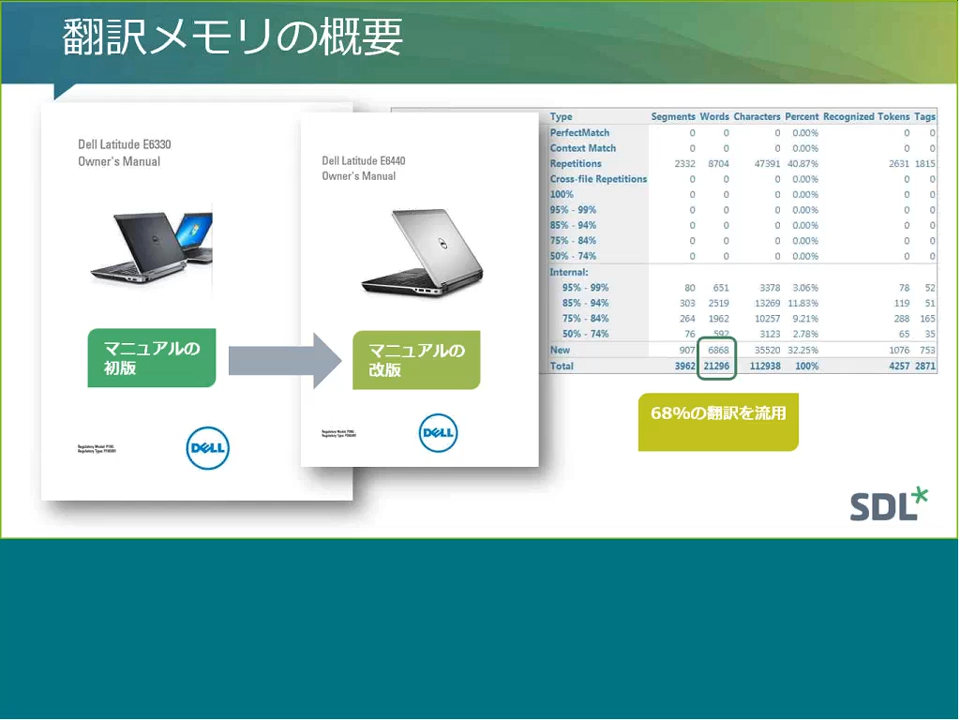 翻訳メモリの概要
Dell Latitude E6330
Owner's Manual
マニュアルの
初版
DELL
Dell Latitude E6440
Owner's Manual
マニュアルの
改版
DELL
Type Segments Words Characters Percent Recognized Tokens Tags
PerfectMatch 0 0 0 0.00% 0 0
Context Match 0 0 0 0.00% 0 0
Repetitions 2332 8704 47391 40.87% 2631 1815
Cross-file Repetitions 0 0 0 0.00% 0 0
100% 0 0 0 0.00% 0 0
95% - 99% 0 0 0 0.00% 0 0
85% - 94% 0 0 0 0.00% 0 0
75% - 84% 0 0 0 0.00% 0 0
50% - 74% 0 0 0 0.00% 0 0
Internal:
95% - 99% 80 651 3378 3.06% 78 52
85% - 94% 303 2519 13269 11.83% 119 51
75% - 84% 264 1962 10257 9.21% 288 165
50% - 74% 76 592 3123 2.78% 65 35
New 907 6868 35520 32.25% 1076 753
Total 3962 21296 112938 100% 4257 2871
68%の翻訳を流用
SDL*